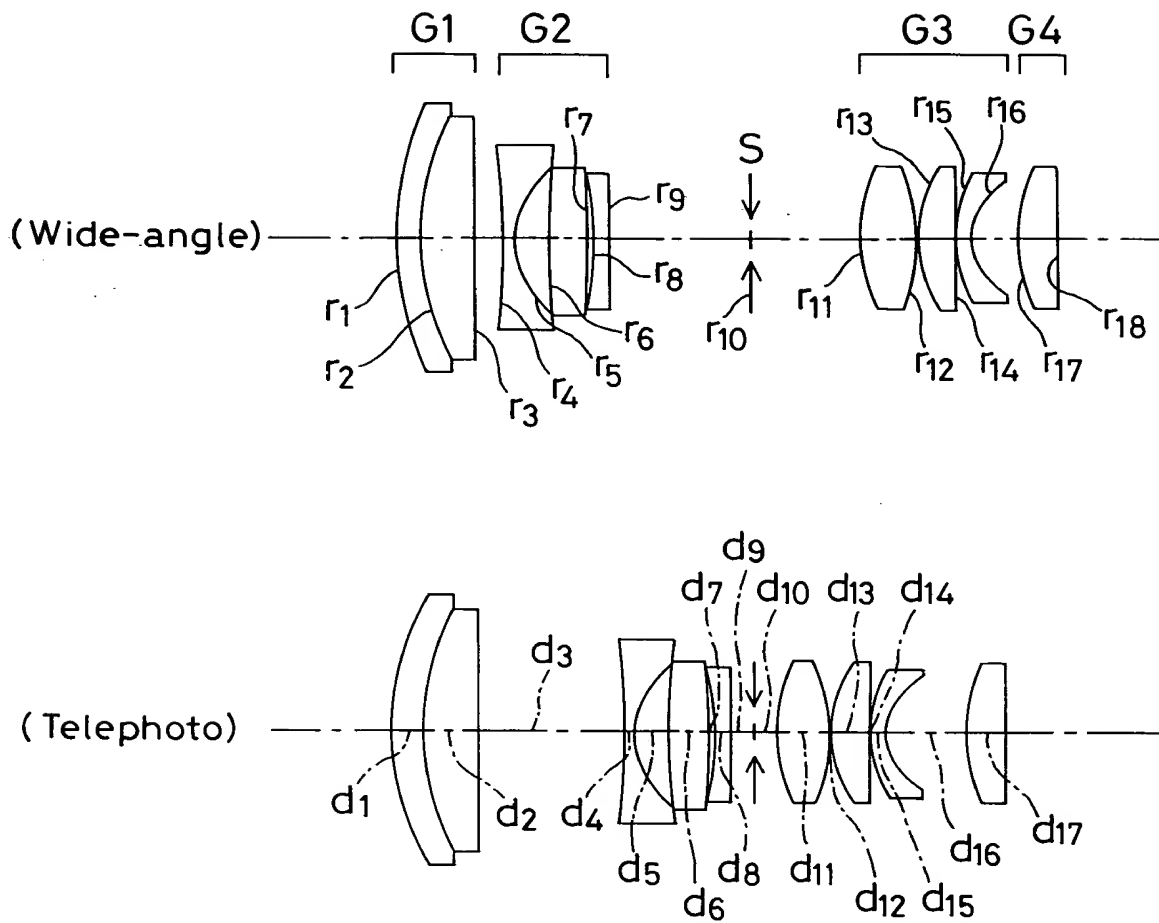 G1 G2 G3 G4
r13 r15 r16
r7 S
(Wide-angle) r9
r8
r1 r2 r3 r4 r5 r6 r10 r11 r12 r14 r17 r18
d9
d7 d10 d13 d14
d3
(Telephoto)
d1 d2 d4 d17
d5 d6 d8 d11 d16
d12 d15